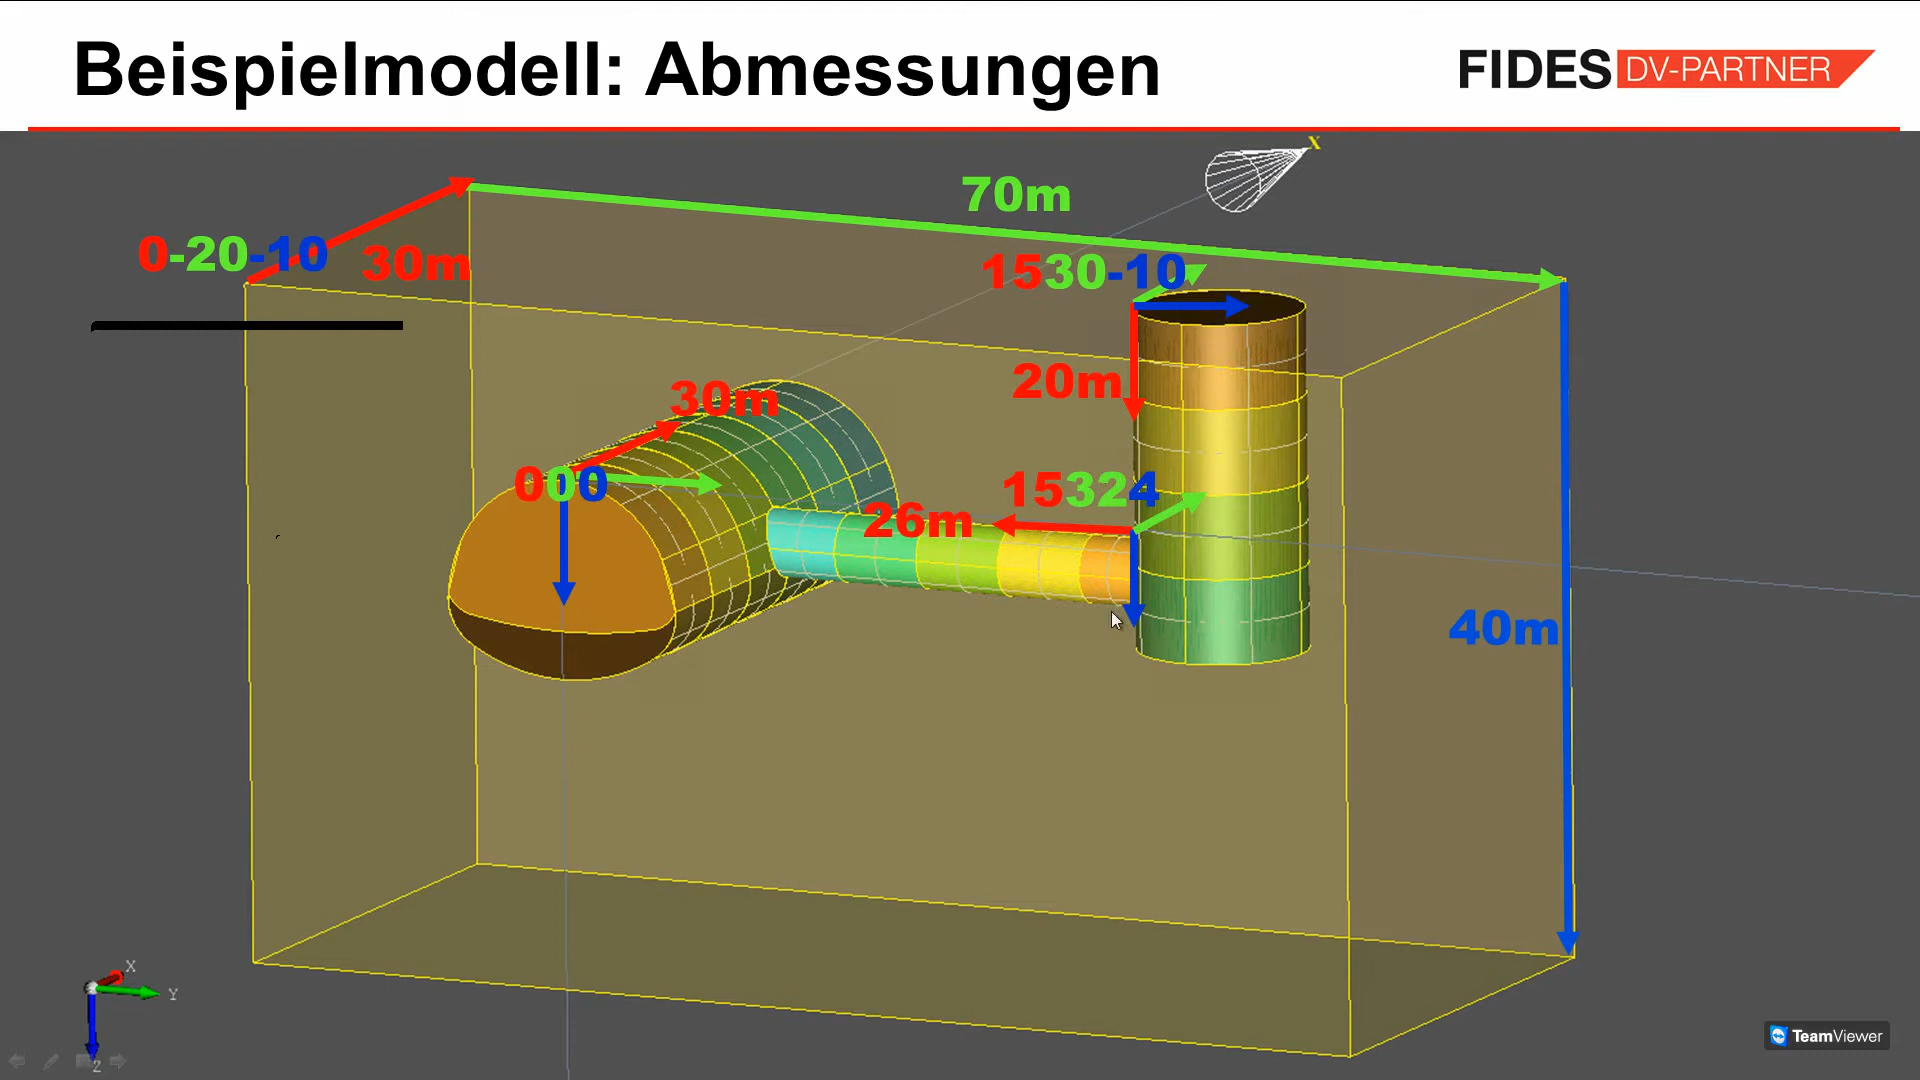 Beispielmodell: Abmessungen
FIDES DV-PARTNER
X
70m
0-20-10
30m
1530-10
20m
30m
000
15324
26m
40m
X
Y
Z
TeamViewer